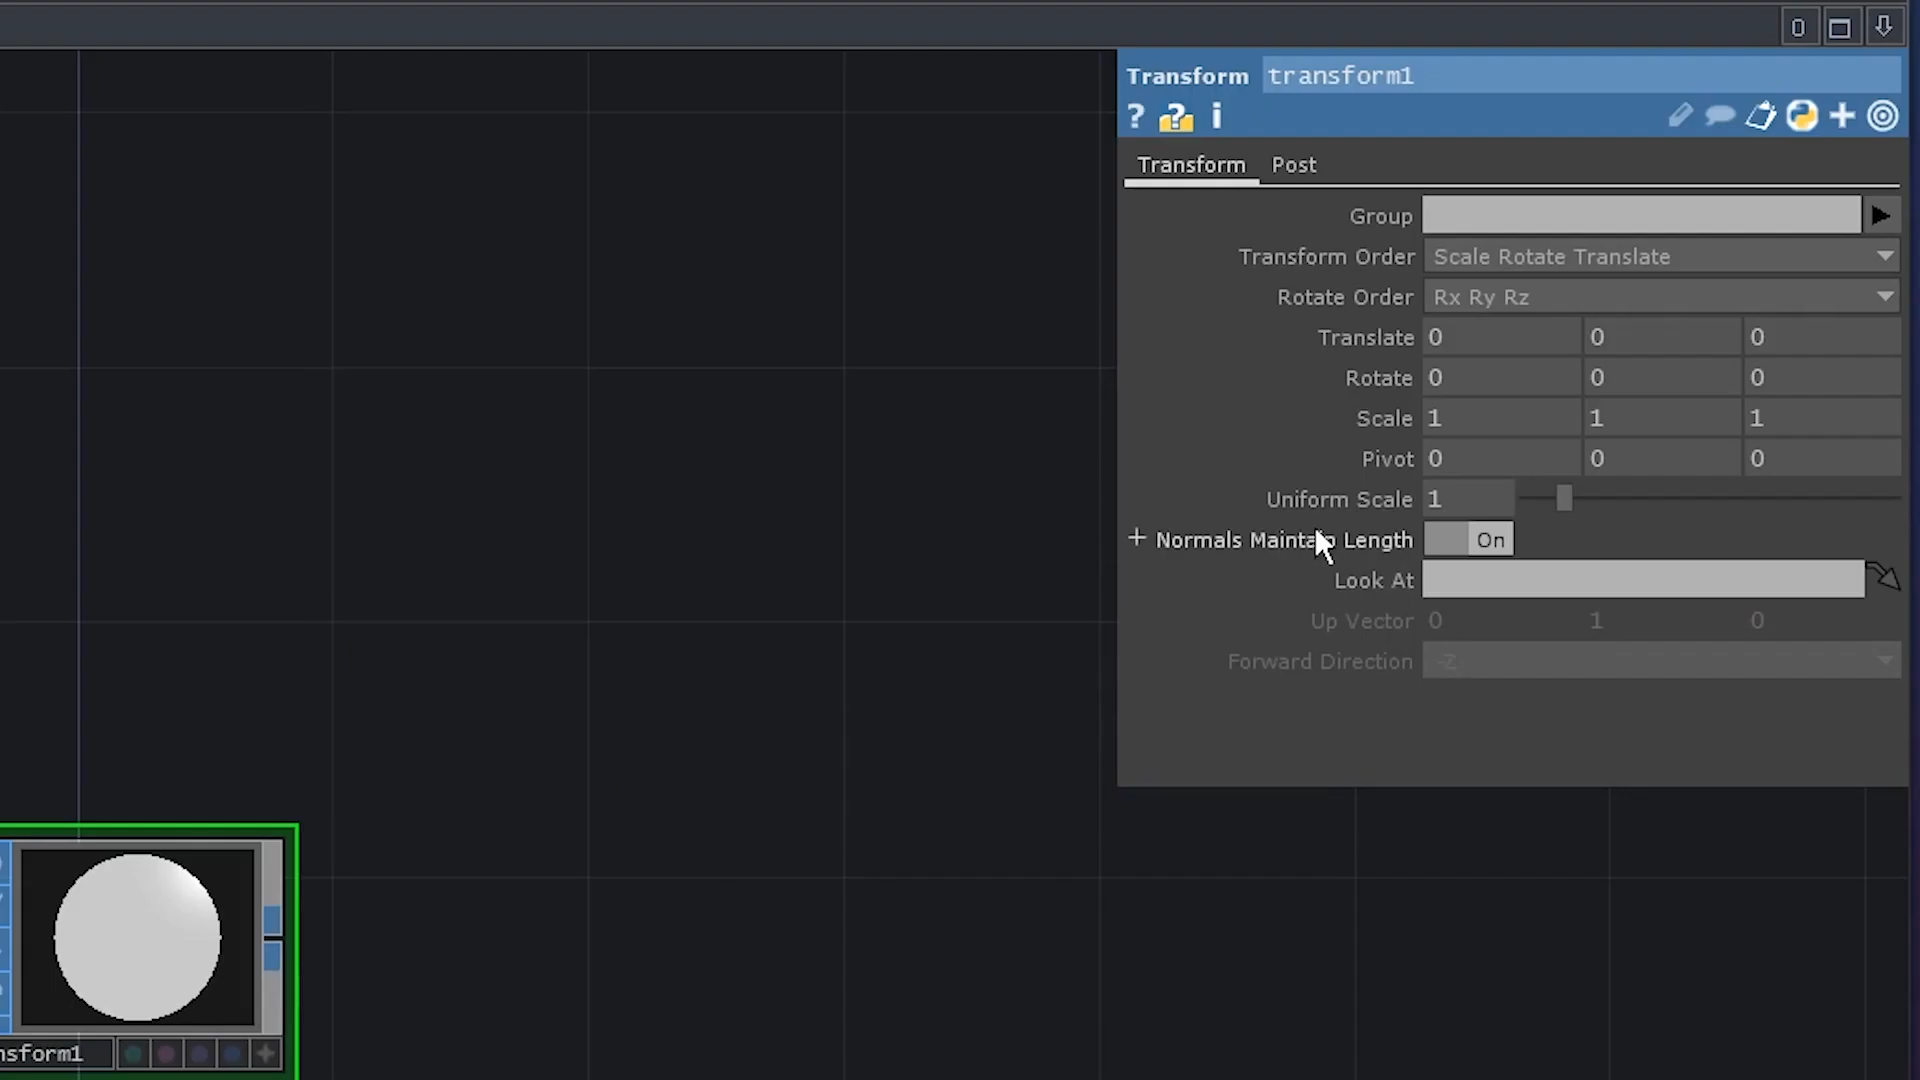 0
Transform transform1
? ? i
Transform Post
Group
Transform Order Scale Rotate Translate
Rotate Order Rx Ry Rz
Translate 0 0 0
Rotate 0 0 0
Scale 1 1 1
Pivot 0 0 0
Uniform Scale 1
+ Normals Maintain Length On
Look At
Up Vector 0 1 0
Forward Direction -Z
nsform1